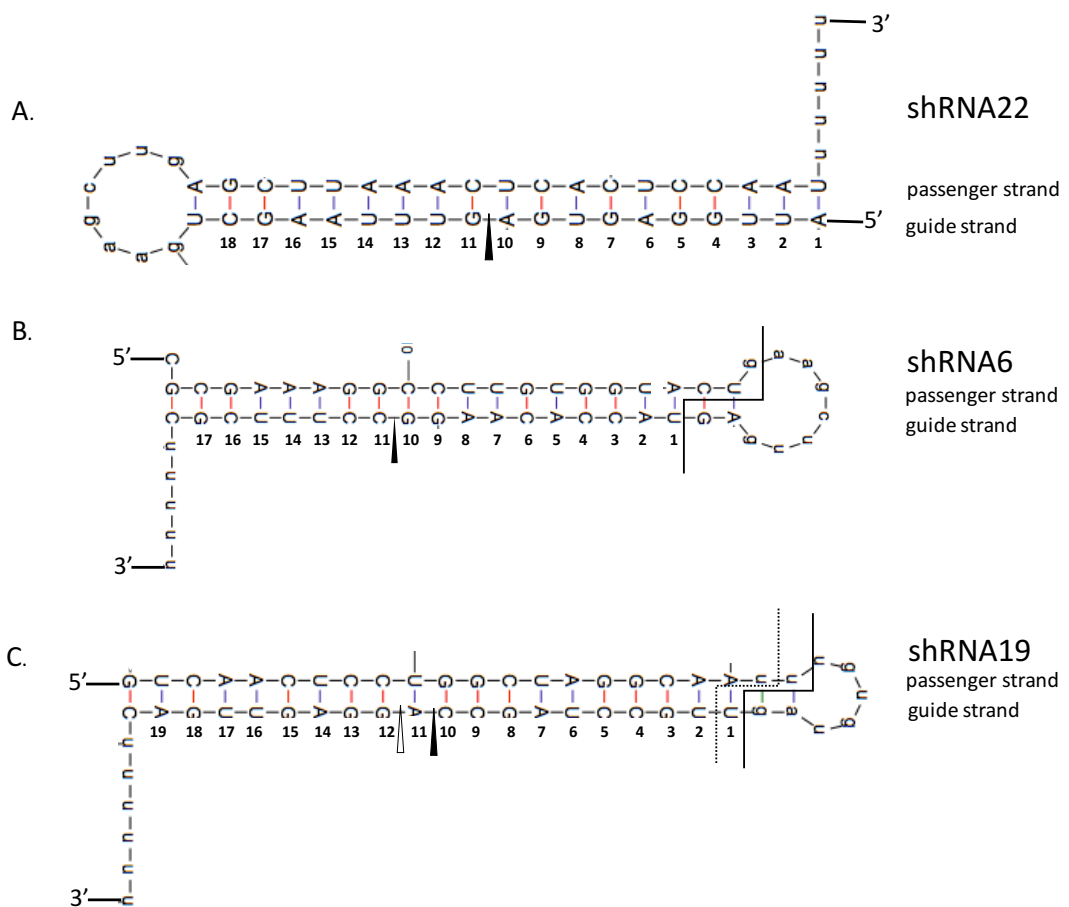 A.
3'
u u u u u
shRNA22
g u u c g a a g
A G C U U A A A C U C A C U C C A A U
passenger strand
U C G A A U U U G A G U G A G G U U A
5'
guide strand
18 17 16 15 14 13 12 11 10 9 8 7 6 5 4 3 2 1
B.
5'
C
10
shRNA6
G C G A A A G G C C U U G U G G U A C U
g a a g c u u g
passenger strand
C G C U U U C C G G A A C A C C A U G A
guide strand
17 16 15 14 13 12 11 10 9 8 7 6 5 4 3 2 1
u u u u u
3'
C.
shRNA19
5'
G U C A A C U C C U G G C U A G G C A A u u
u g u g u u
passenger strand
C A G U U G A G G A C C G A U C C G U U g a
guide strand
19 18 17 16 15 14 13 12 11 10 9 8 7 6 5 4 3 2 1
u u u u u u
3'